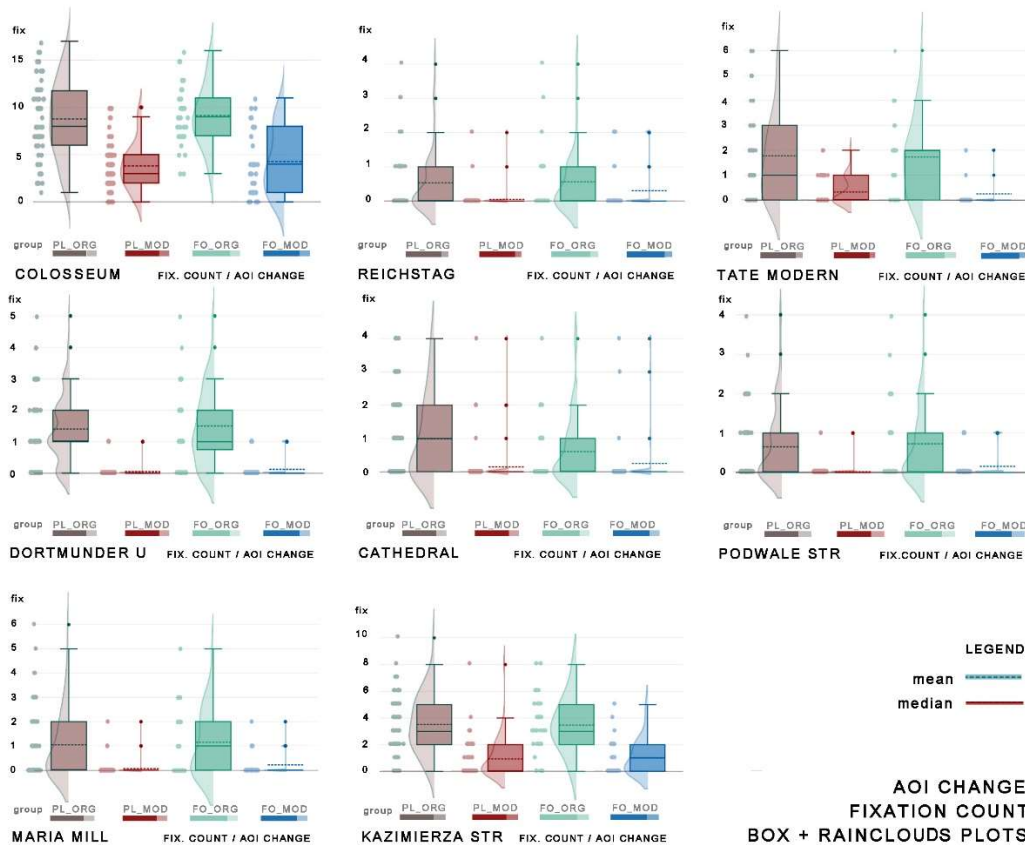 fix
15
10
5
0
group PL_ORG PL_MOD FO_ORG FO_MOD
COLOSSEUM FIX. COUNT / AOI CHANGE
fix
4
3
2
1
0
group PL_ORG PL_MOD FO_ORG FO_MOD
REICHSTAG FIX. COUNT / AOI CHANGE
fix
6
5
4
3
2
1
0
group PL_ORG PL_MOD FO_ORG FO_MOD
TATE MODERN FIX. COUNT / AOI CHANGE
fix
5
4
3
2
1
0
group PL_ORG PL_MOD FO_ORG FO_MOD
DORTMUNDER U FIX. COUNT / AOI CHANGE
fix
4
3
2
1
0
group PL_ORG PL_MOD FO_ORG FO_MOD
CATHEDRAL FIX. COUNT / AOI CHANGE
fix
4
3
2
1
0
group PL_ORG PL_MOD FO_ORG FO_MOD
PODWALE STR FIX.COUNT / AOI CHANGE
fix
6
5
4
3
2
1
0
group PL_ORG PL_MOD FO_ORG FO_MOD
MARIA MILL FIX. COUNT / AOI CHANGE
fix
10
8
6
4
2
0
group PL_ORG PL_MOD FO_ORG FO_MOD
KAZIMIERZA STR FIX. COUNT / AOI CHANGE
LEGEND
mean
median
AOI CHANGE
FIXATION COUNT
BOX + RAINCLOUDS PLOTS